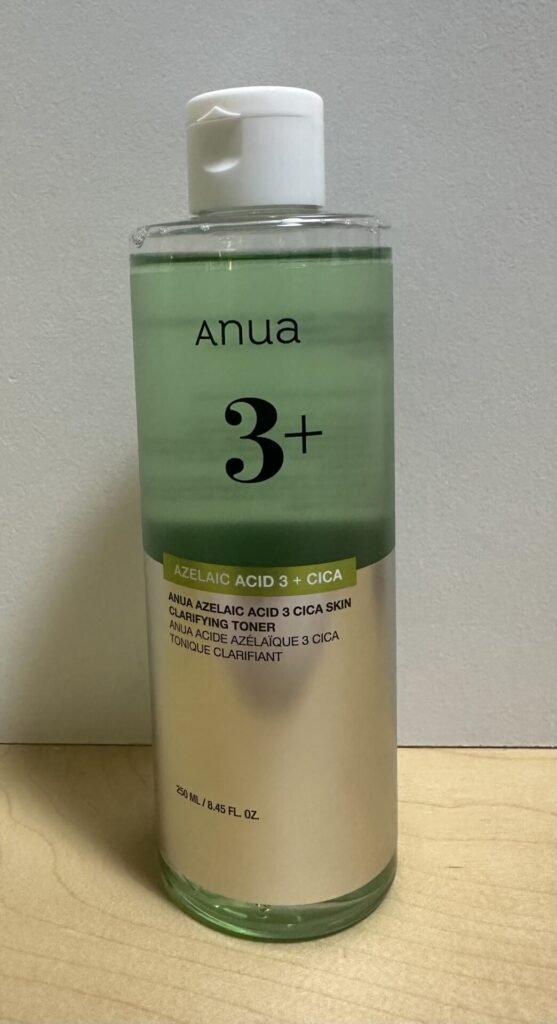 Anua
3+
AZELAIC ACID 3 + CICA
ANUA AZELAIC ACID 3 CICA SKIN
CLARIFYING TONER
ANUA ACIDE AZÉLAÏQUE 3 CICA
TONIQUE CLARIFIANT
250 ML / 8.45 FL. OZ.